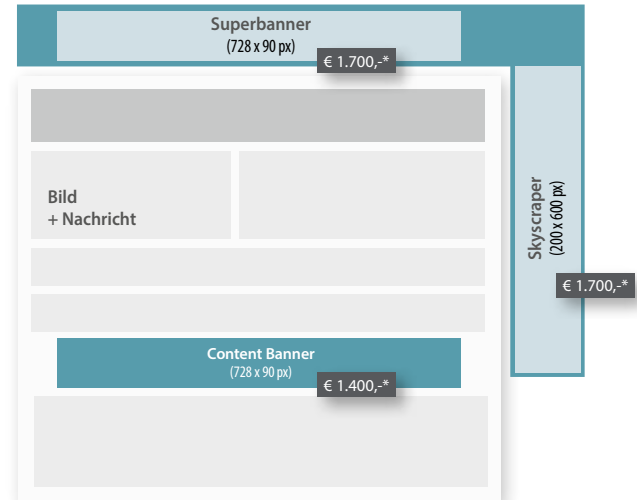 Superbanner
(728 x 90 px)
€ 1.700,-*
Bild
+ Nachricht
Skyscraper
(200 x 600 px)
€ 1.700,-*
Content Banner
(728 x 90 px)
€ 1.400,-*